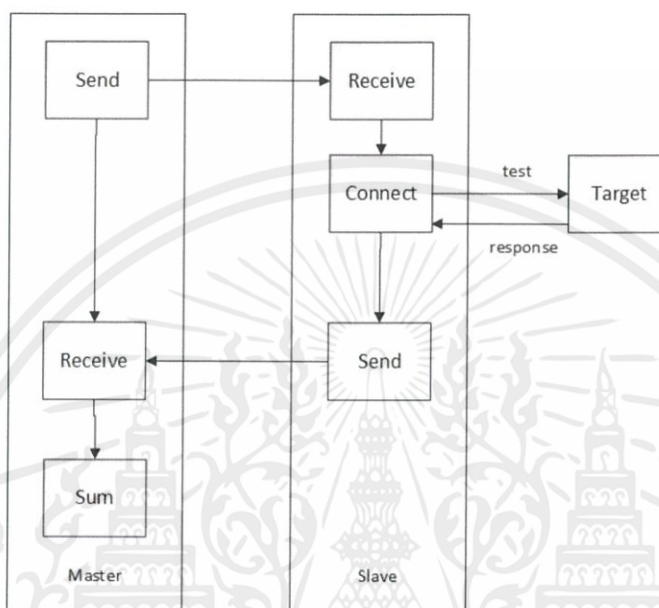 Send
Receive
Connect
test
Target
response
Receive
Send
Sum
Master
Slave